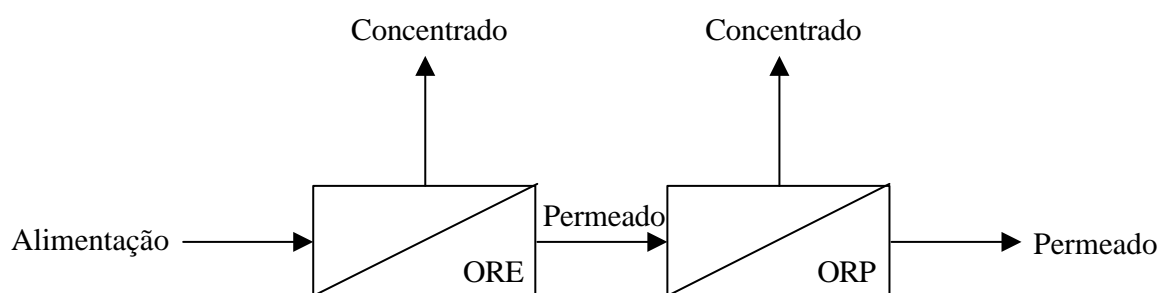 Concentrado
Concentrado
Alimentação
Permeado
ORE
ORP
Permeado